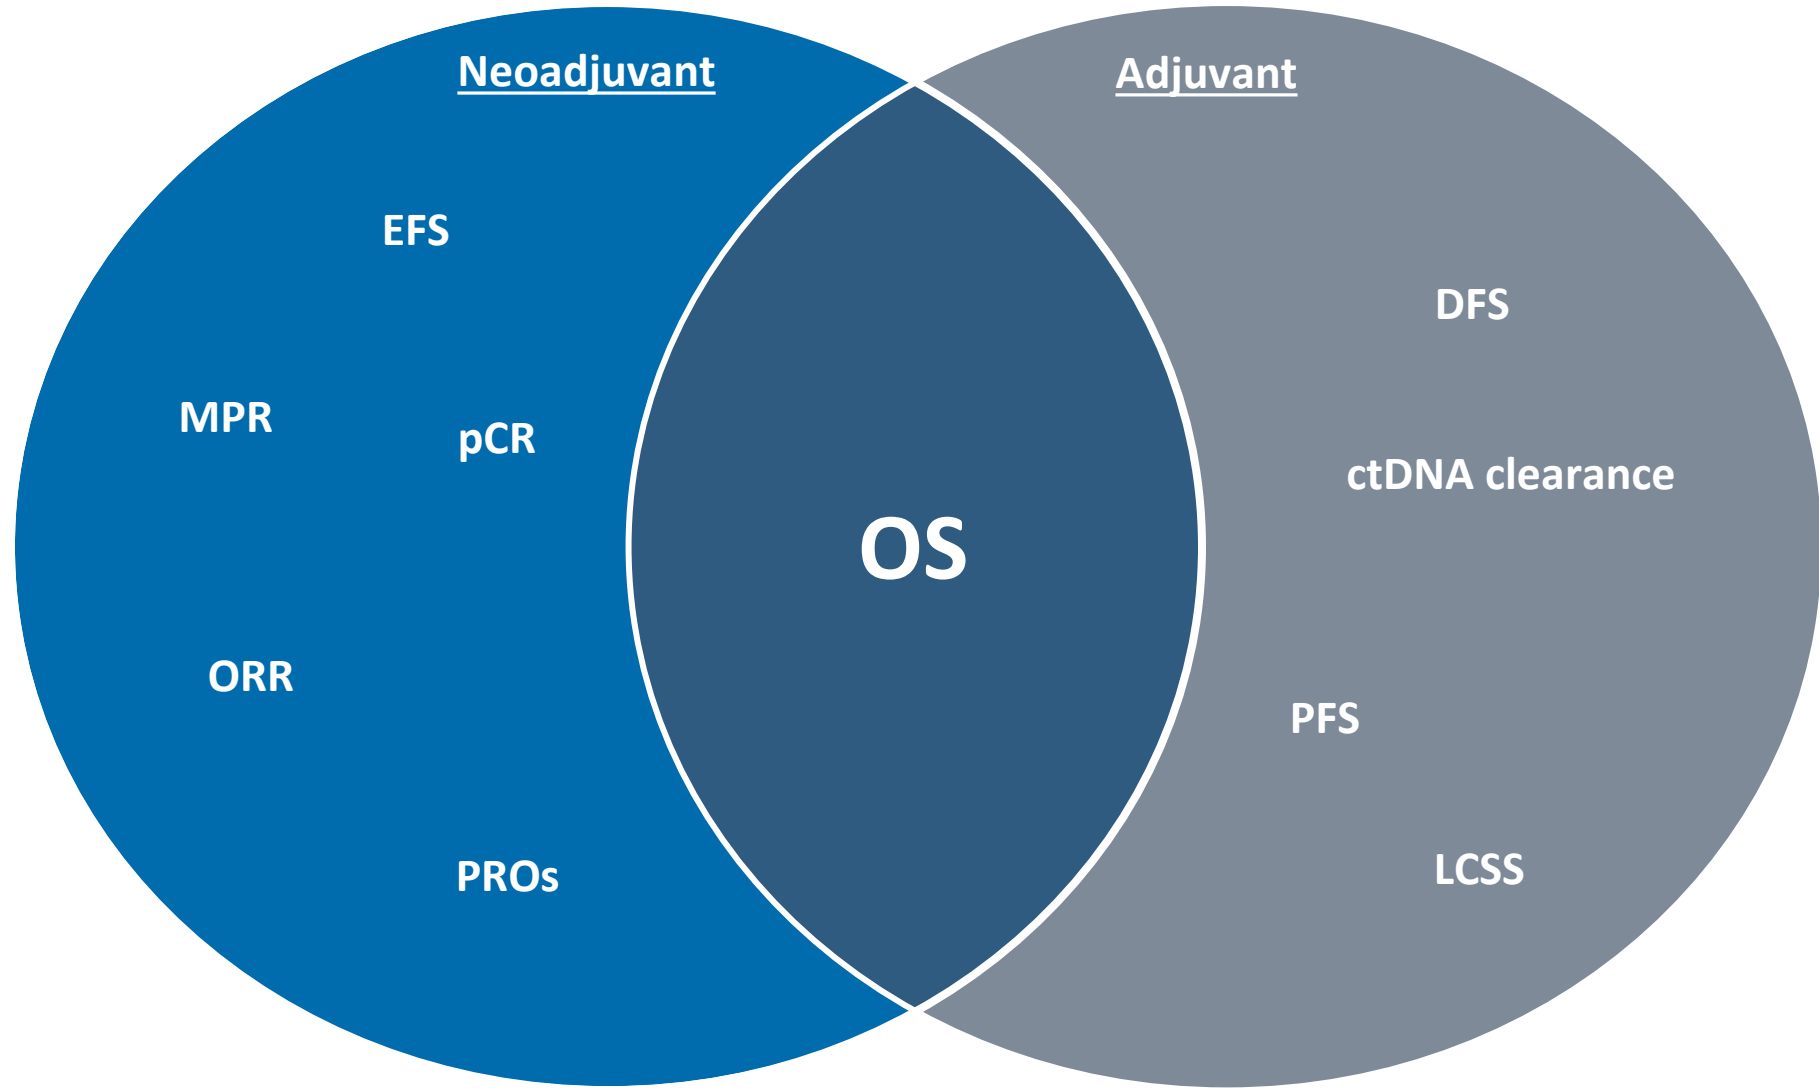 Neoadjuvant
EFS
MPR
pCR
ORR
PROs
OS
Adjuvant
DFS
ctDNA clearance
PFS
LCSS